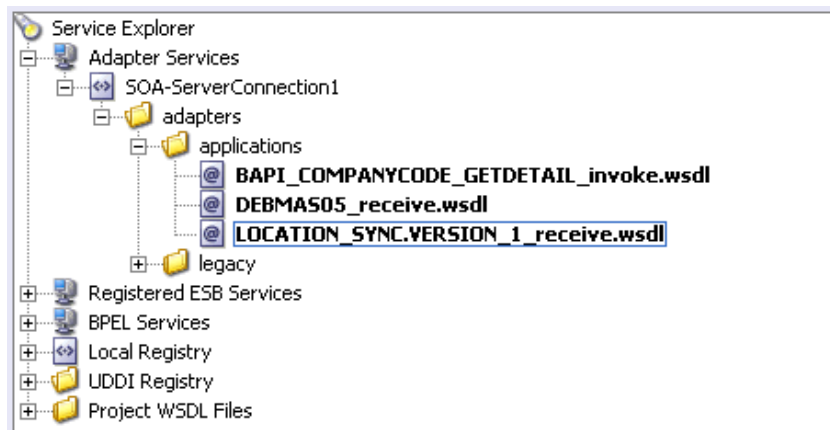 Service Explorer
Adapter Services
SOA-ServerConnection1
adapters
applications
BAPI_COMPANYCODE_GETDETAIL_invoke.wsdl
DEBMAS05_receive.wsdl
LOCATION_SYNC.VERSION_1_receive.wsdl
legacy
Registered ESB Services
BPEL Services
Local Registry
UDDI Registry
Project WSDL Files